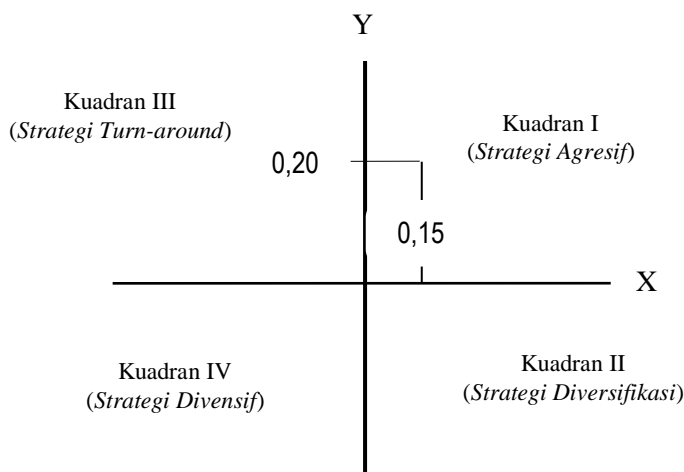 Y
Kuadran III
(Strategi Turn-around)
Kuadran I
(Strategi Agresif)
0,20
0,15
X
Kuadran IV
(Strategi Divensif)
Kuadran II
(Strategi Diversifikasi)